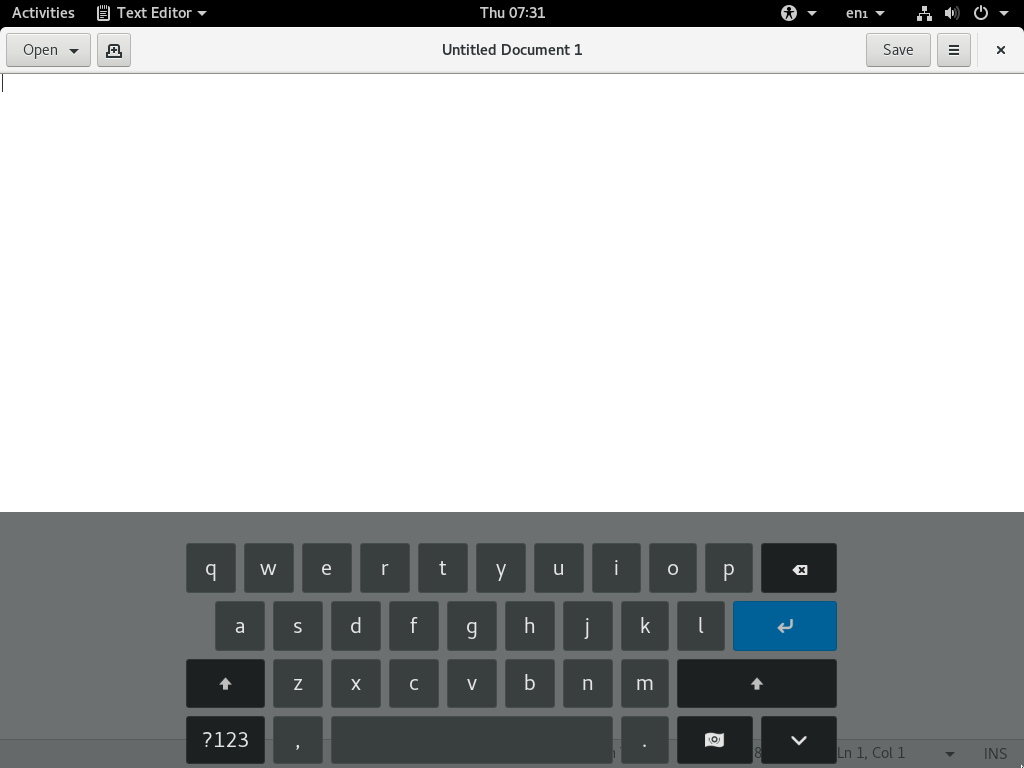 Activities Text Editor Thu 07:31 en₁
Open Untitled Document 1 Save
q w e r t y u i o p
a s d f g h j k l
z x c v b n m
?123 , .
Ln 1, Col 1 INS